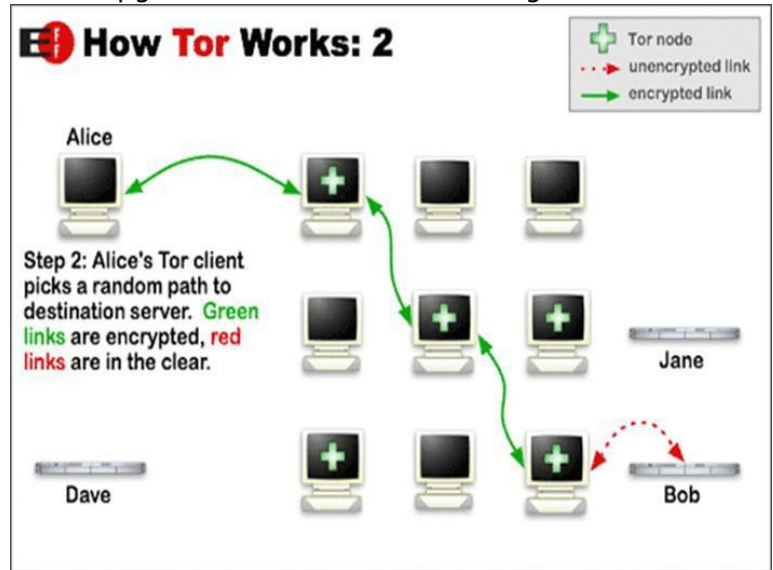 EFF How Tor Works: 2
Tor node
unencrypted link
encrypted link
Alice
Step 2: Alice's Tor client
picks a random path to
destination server. Green
links are encrypted, red
links are in the clear.
Jane
Dave
Bob